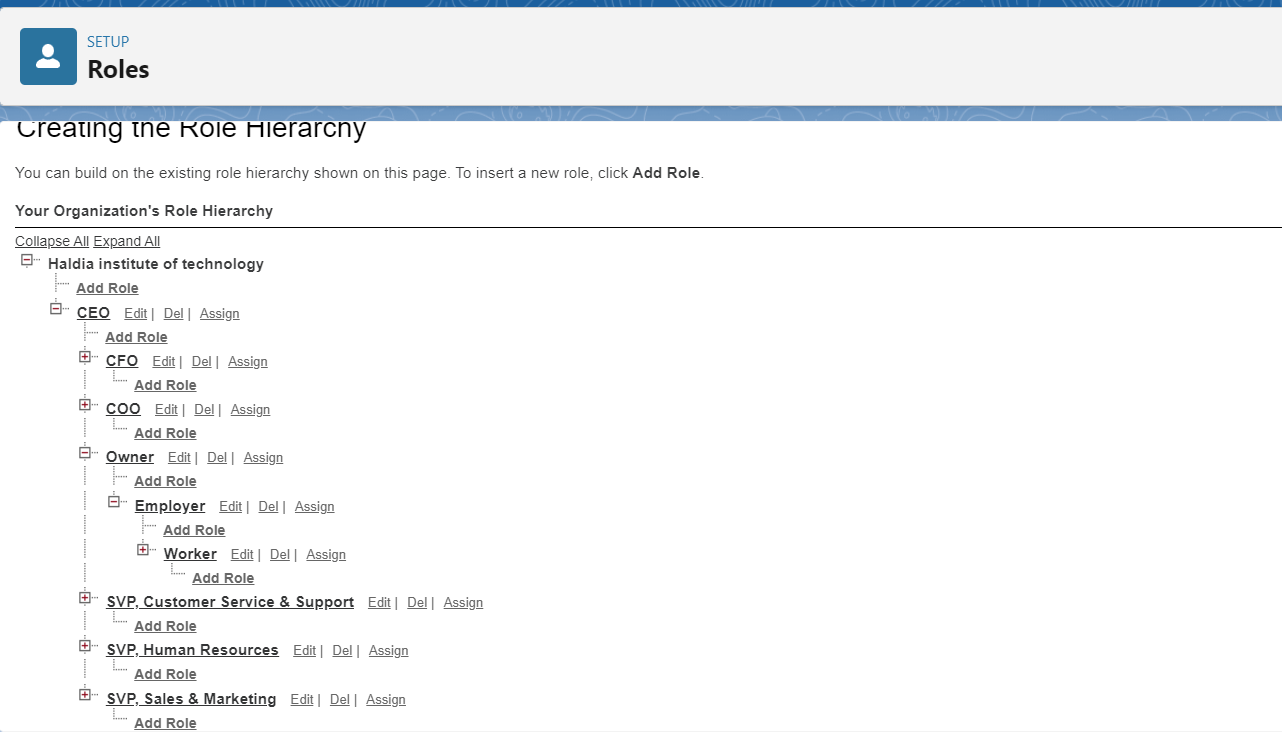 SETUP
Roles
Creating the Role Hierarchy
You can build on the existing role hierarchy shown on this page. To insert a new role, click Add Role.
Your Organization's Role Hierarchy
Collapse All Expand All
Haldia institute of technology
Add Role
CEO Edit | Del | Assign
Add Role
CFO Edit | Del | Assign
Add Role
COO Edit | Del | Assign
Add Role
Owner Edit | Del | Assign
Add Role
Employer Edit | Del | Assign
Add Role
Worker Edit | Del | Assign
Add Role
SVP, Customer Service & Support Edit | Del | Assign
Add Role
SVP, Human Resources Edit | Del | Assign
Add Role
SVP, Sales & Marketing Edit | Del | Assign
Add Role